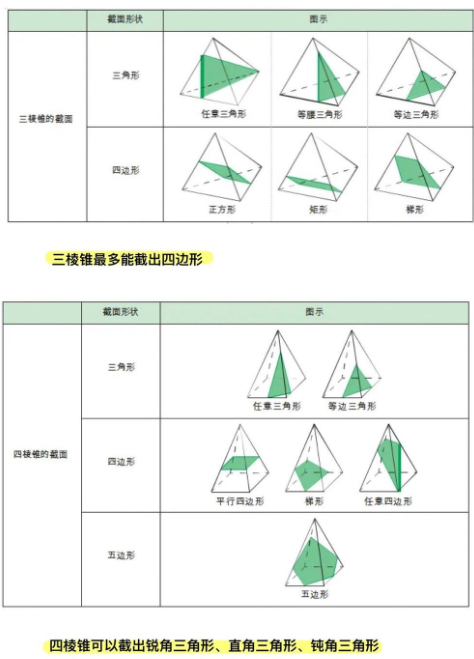 截面形状 图示
三棱锥的截面
三角形
任意三角形 等腰三角形 等边三角形
四边形
正方形 矩形 梯形
三棱锥最多能截出四边形
截面形状 图示
四棱锥的截面
三角形
任意三角形 等边三角形
四边形
平行四边形 梯形 任意四边形
五边形
五边形
四棱锥可以截出锐角三角形、直角三角形、钝角三角形